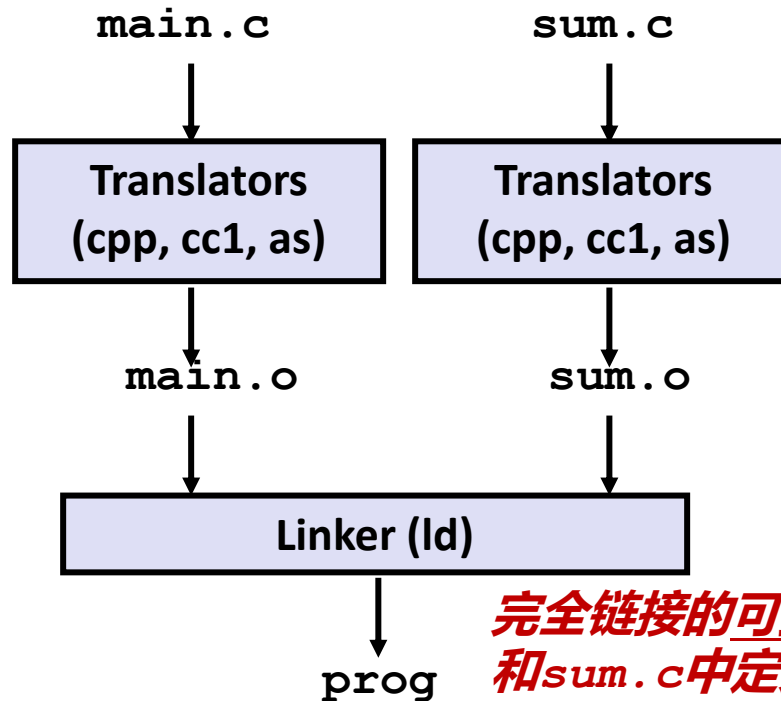 main.c sum.c
Translators Translators
(cpp, cc1, as) (cpp, cc1, as)
main.o sum.o
Linker (ld)
完全链接的可
和sum.c中定
prog